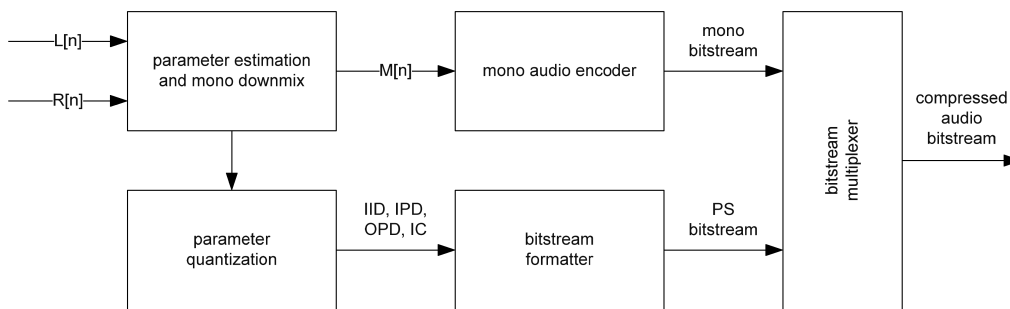 L[n]
R[n]
parameter estimation
and mono downmix
M[n]
mono audio encoder
mono
bitstream
bitstream
multiplexer
compressed
audio
bitstream
parameter
quantization
IID, IPD,
OPD, IC
bitstream
formatter
PS
bitstream